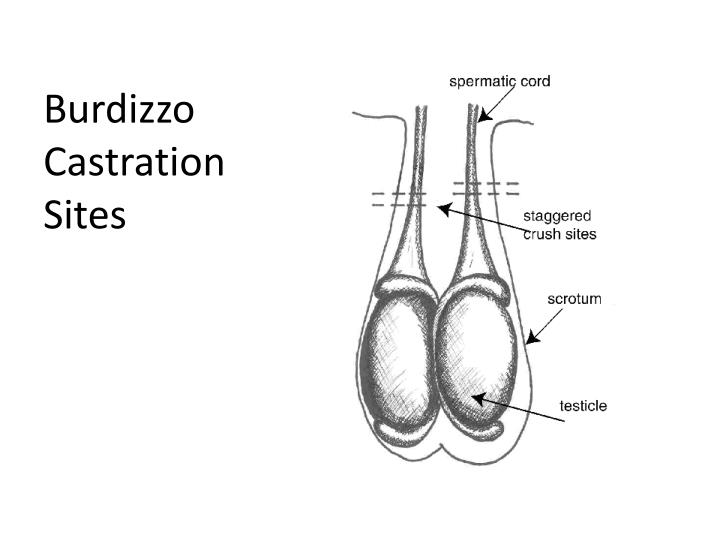 Burdizzo
Castration
Sites
spermatic cord
staggered
crush sites
scrotum
testicle